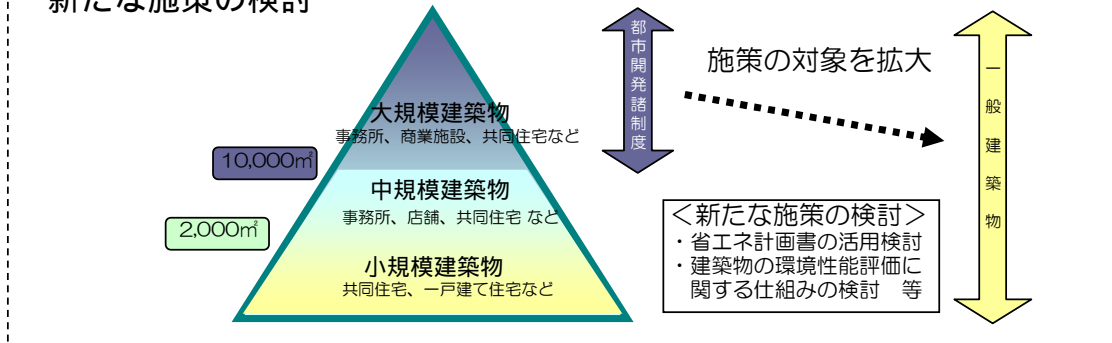 新たな施策の検討
都市開発諸制度
施策の対象を拡大
一般建築物
大規模建築物
事務所、商業施設、共同住宅など
10,000㎡
中規模建築物
事務所、店舗、共同住宅 など
2,000㎡
小規模建築物
共同住宅、一戸建て住宅など
＜新たな施策の検討＞
・省エネ計画書の活用検討
・建築物の環境性能評価に
関する仕組みの検討　等